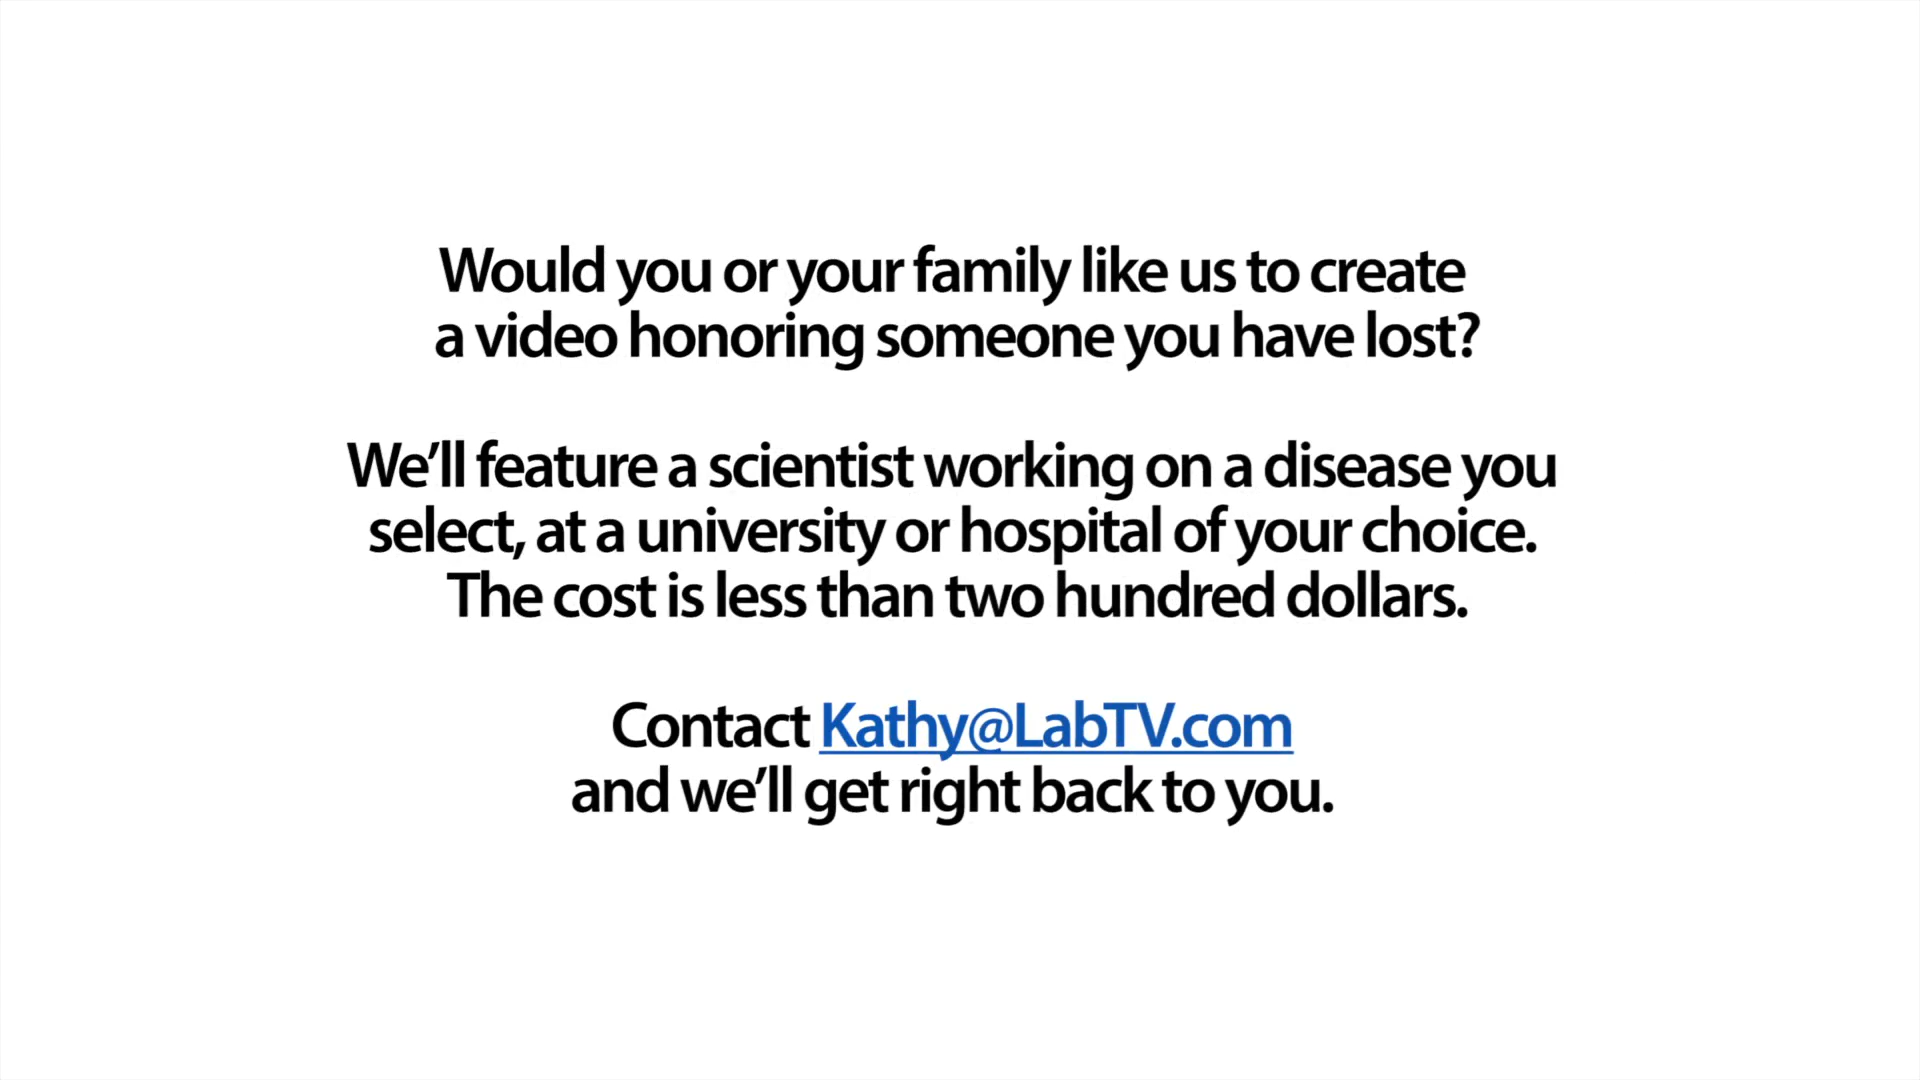 Would you or your family like us to create
a video honoring someone you have lost?
We’ll feature a scientist working on a disease you
select, at a university or hospital of your choice.
The cost is less than two hundred dollars.
Contact Kathy@LabTV.com
and we’ll get right back to you.